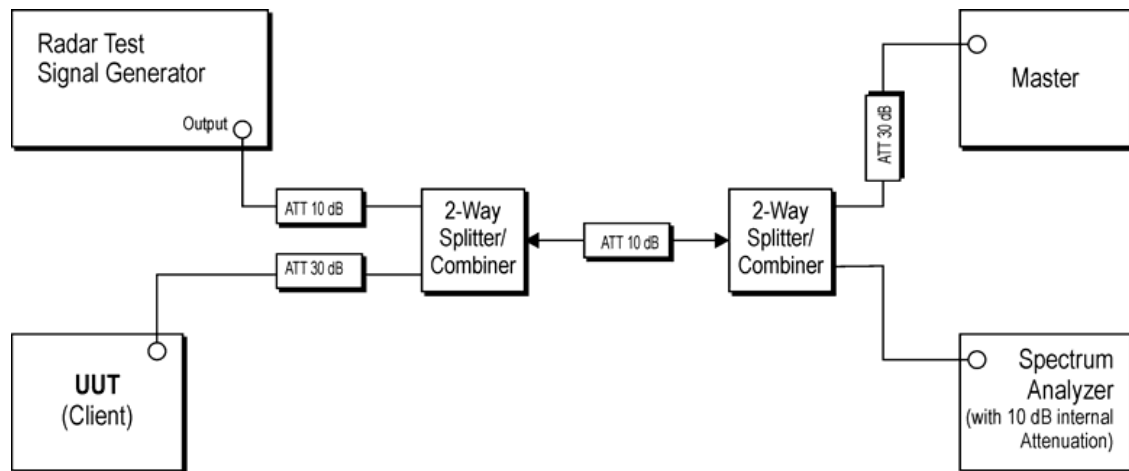 Radar Test
Signal Generator
Output
ATT 10 dB
ATT 30 dB
2-Way
Splitter/
Combiner
ATT 10 dB
2-Way
Splitter/
Combiner
ATT 30 dB
Master
UUT
(Client)
Spectrum
Analyzer
(with 10 dB internal
Attenuation)